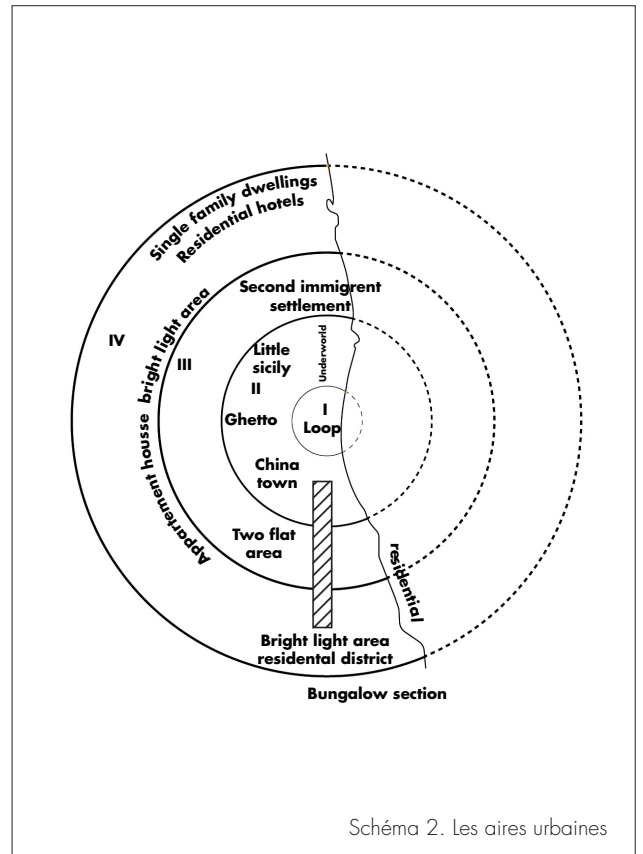 Single family dwellings
Residential hotels
Second immigrent
settlement
bright light area
Appartement housse
IV
III
Little
sicily
II
Underworld
Ghetto
I
Loop
China
town
Two flat
area
residential
Bright light area
residental district
Bungalow section
Schéma 2. Les aires urbaines